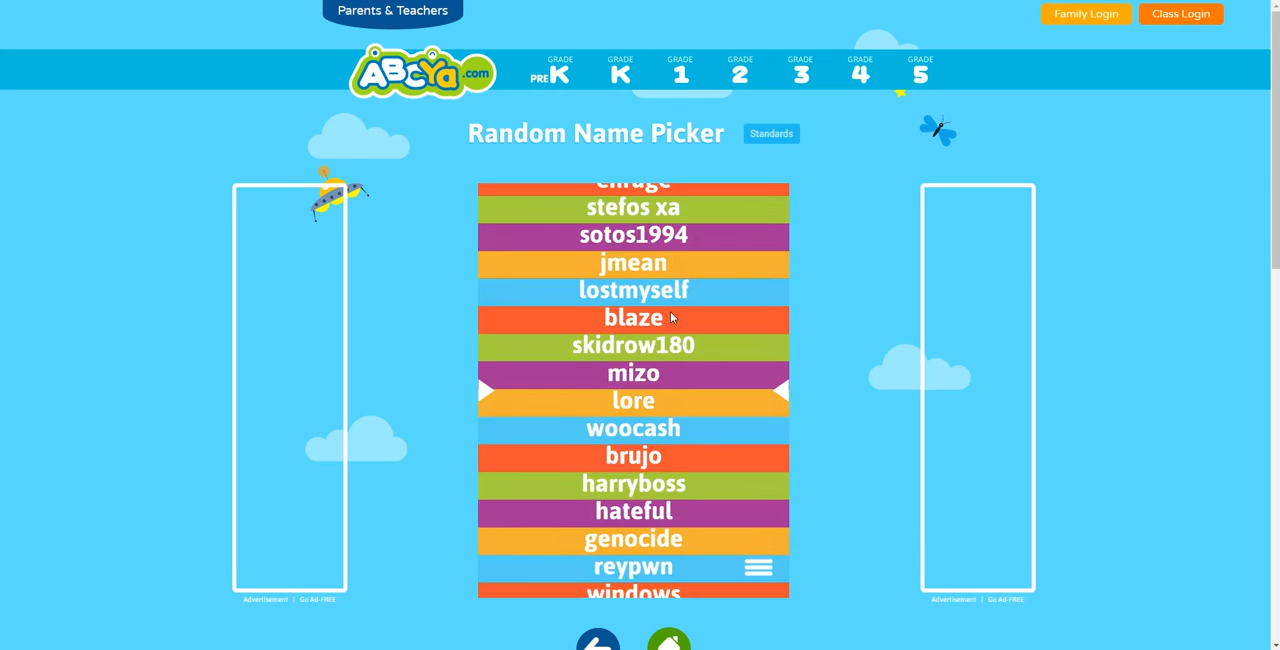 Parents & Teachers
Family Login
Class Login
ABCYa.com
GRADE GRADE GRADE GRADE GRADE GRADE GRADE
PRE K K 1 2 3 4 5
Random Name Picker
Standards
stefos xa
sotos1994
jmean
lostmyself
blaze
skidrow180
mizo
lore
woocash
brujo
harryboss
hateful
genocide
reypwn
windows
Advertisement | Go Ad-FREE
Advertisement | Go Ad-FREE